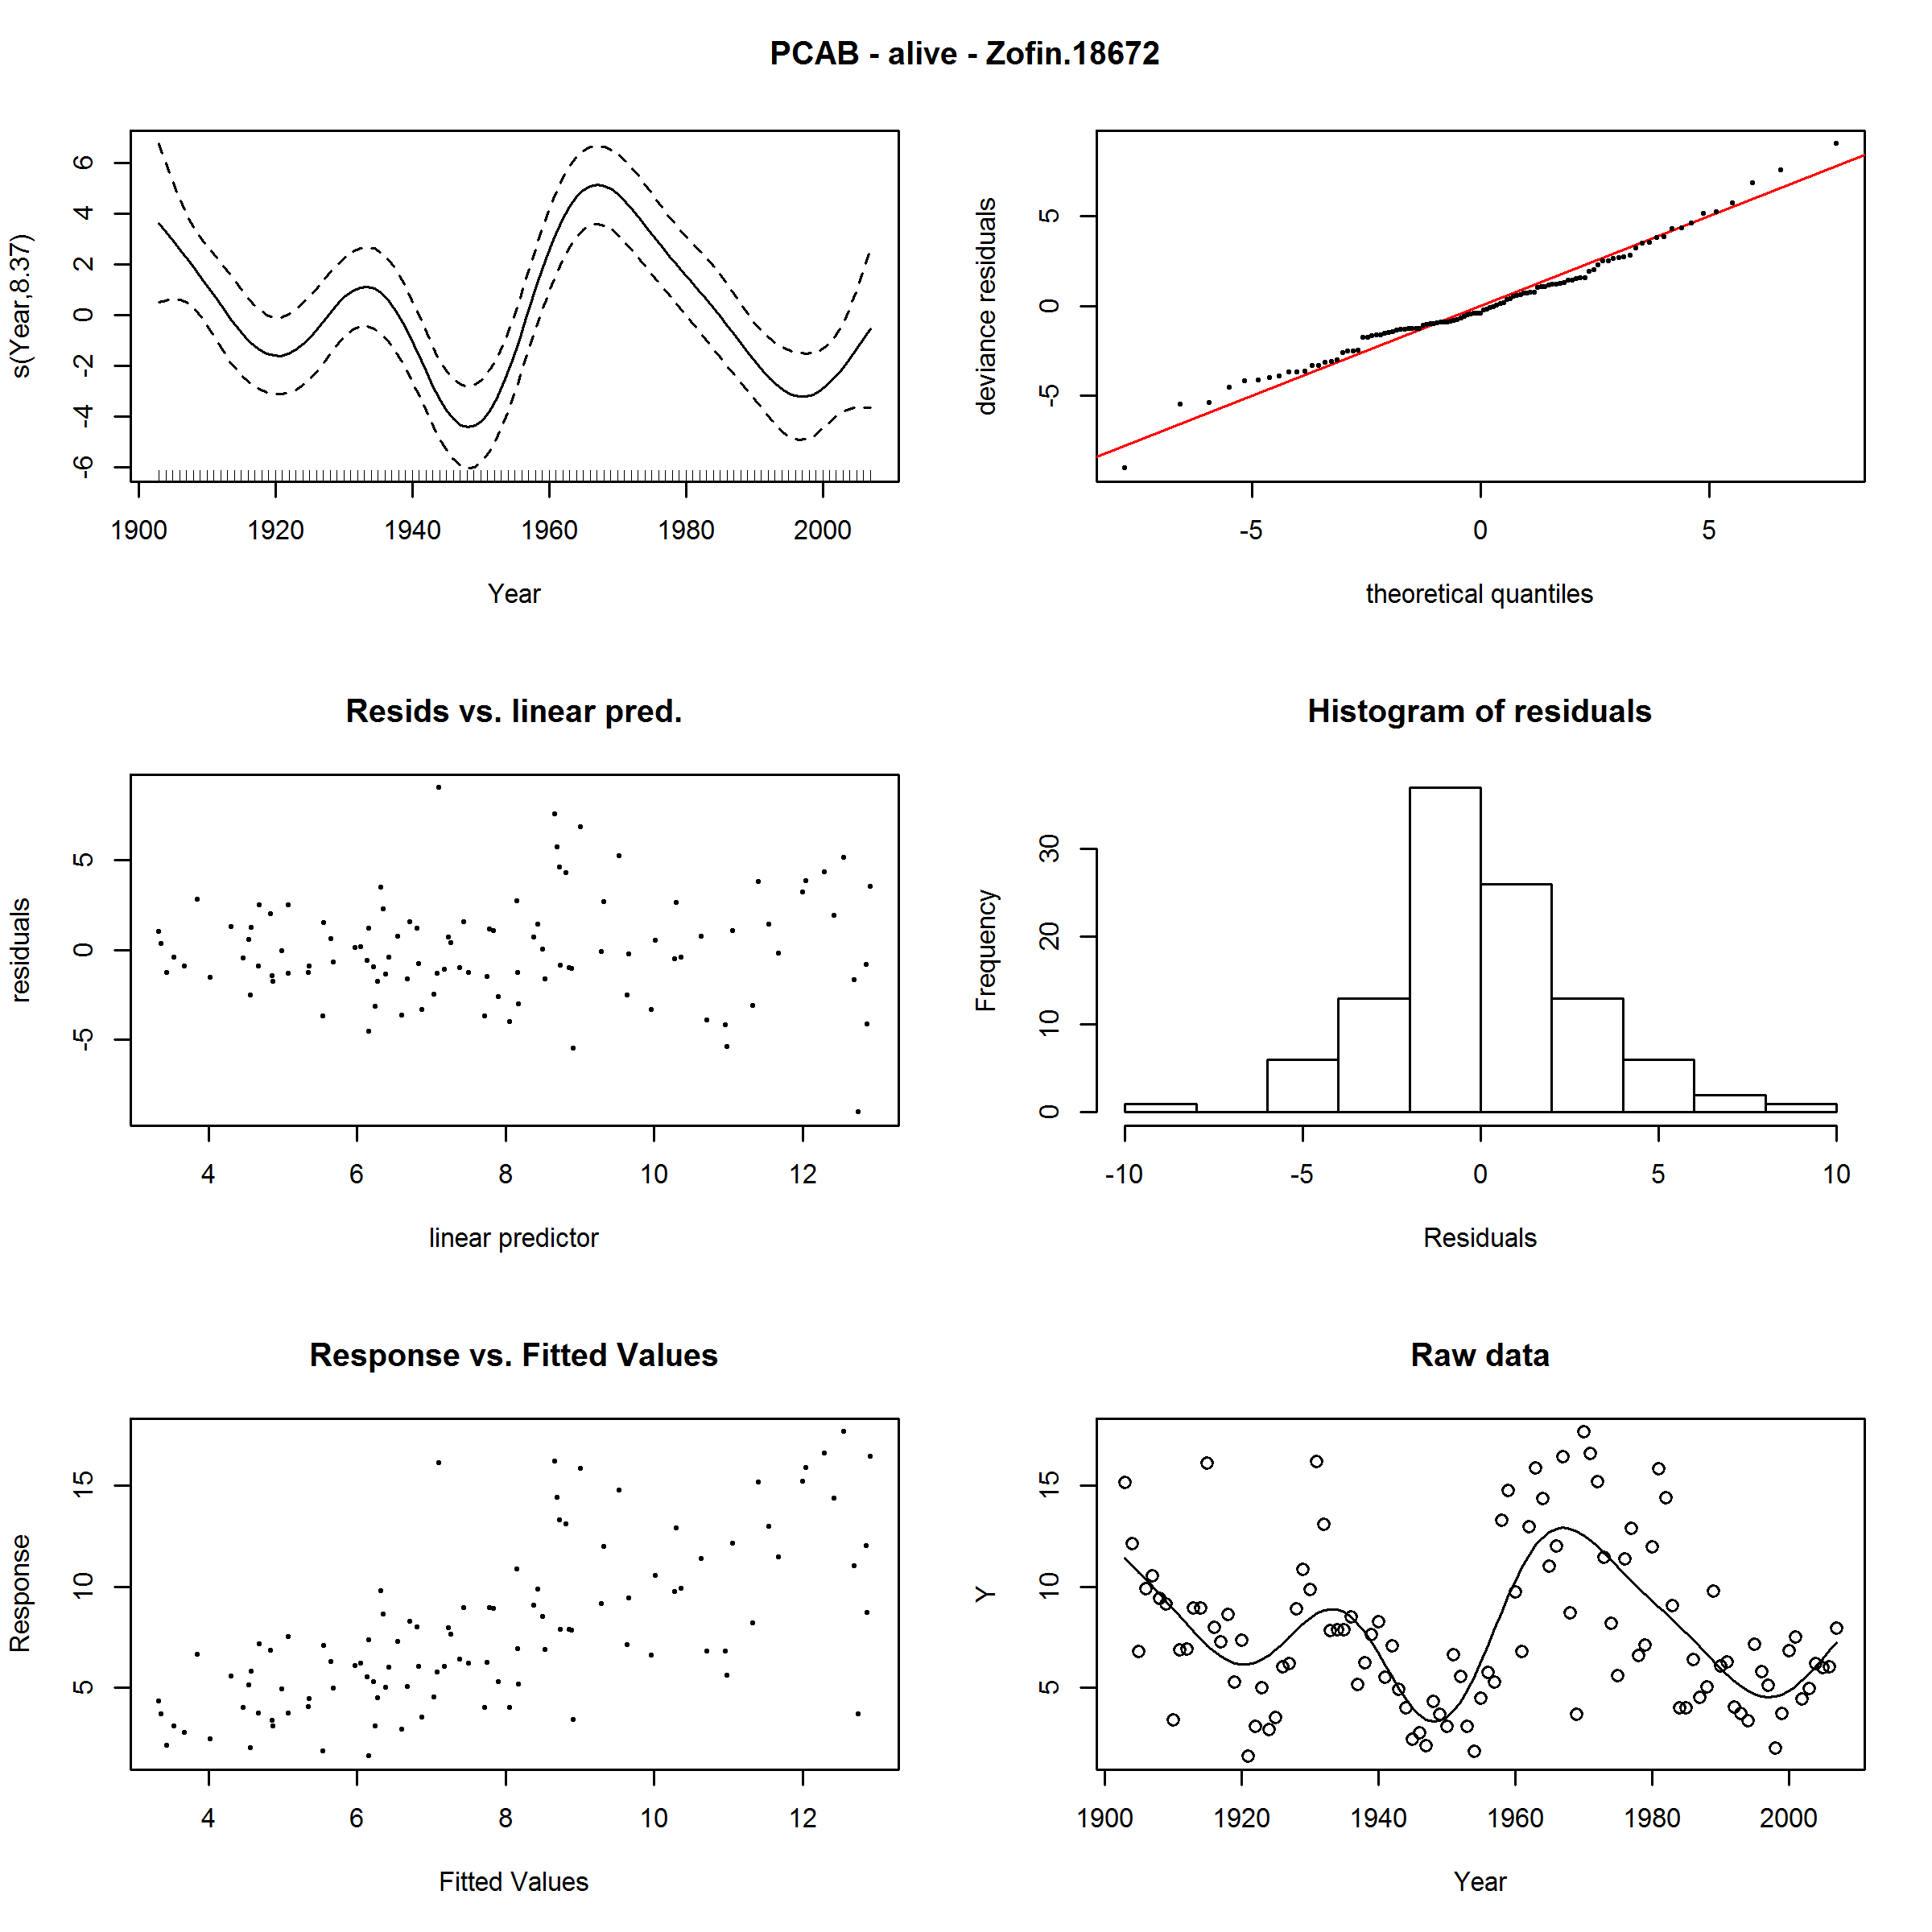 PCAB - alive - Zofin.18672
s(Year,8.37)
6
4
2
0
-2
-4
-6
1900 1920 1940 1960 1980 2000
Year
deviance residuals
5
0
-5
-5 0 5
theoretical quantiles
Resids vs. linear pred.
residuals
5
0
-5
4 6 8 10 12
linear predictor
Histogram of residuals
Frequency
30
20
10
0
-10 -5 0 5 10
Residuals
Response vs. Fitted Values
Response
15
10
5
4 6 8 10 12
Fitted Values
Raw data
Y
15
10
5
1900 1920 1940 1960 1980 2000
Year